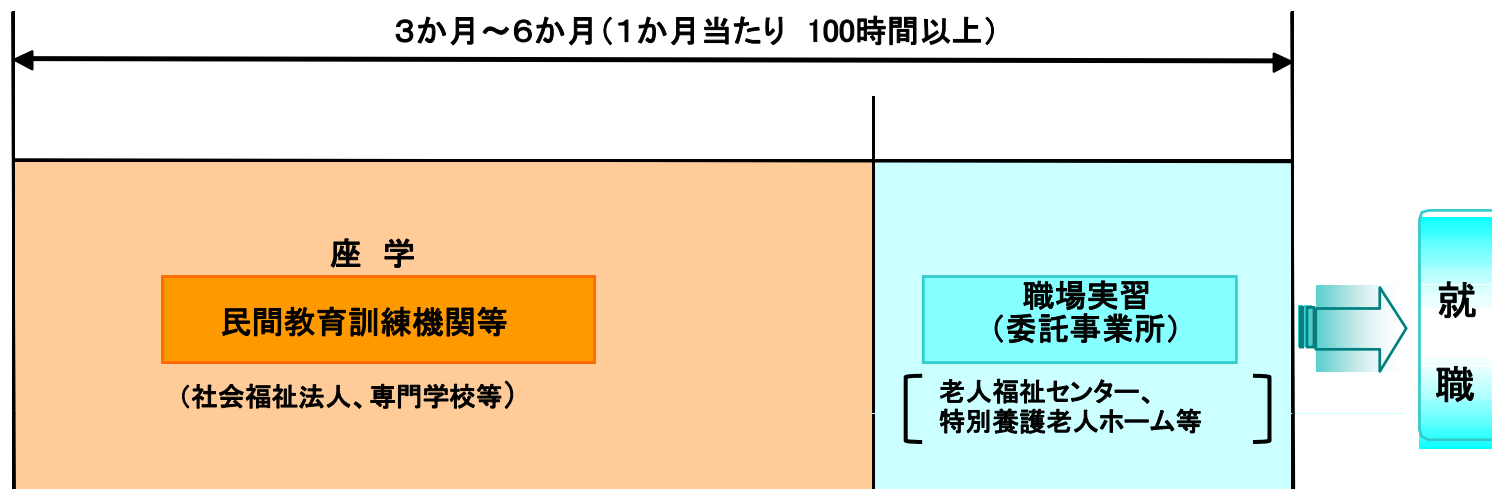 ３か月～６か月（１か月当たり　100時間以上）
座　学
民間教育訓練機関等
（社会福祉法人、専門学校等）
職場実習
（委託事業所）
老人福祉センター、
特別養護老人ホーム等
就
職